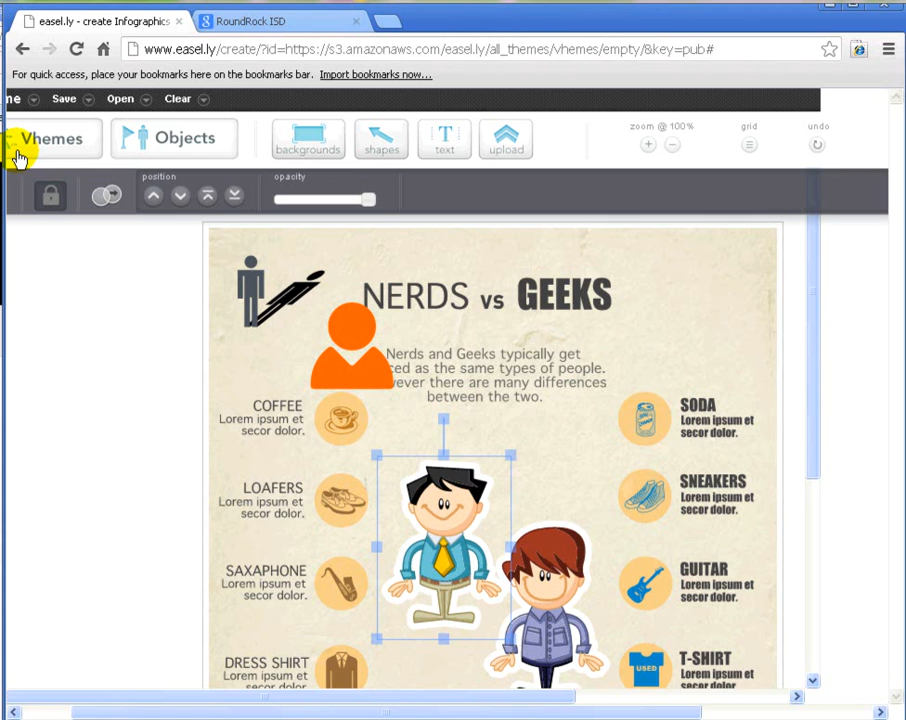 easel.ly - create Infographics
RoundRock ISD
www.easel.ly/create/?id=https://s3.amazonaws.com/easel.ly/all_themes/vhemes/empty/&key=pub#
For quick access, place your bookmarks here on the bookmarks bar. Import bookmarks now...
me Save Open Clear
Vhemes
Objects
backgrounds
shapes
T
text
upload
zoom @ 100%
grid
undo
position
opacity
NERDS vs GEEKS
Nerds and Geeks typically get
ced as the same types of people.
wever there are many differences
between the two.
COFFEE
Lorem ipsum et
secor dolor.
SODA
Lorem ipsum et
secor dolor.
LOAFERS
Lorem ipsum et
secor dolor.
SNEAKERS
Lorem ipsum et
secor dolor.
SAXAPHONE
Lorem ipsum et
secor dolor.
GUITAR
Lorem ipsum et
secor dolor.
DRESS SHIRT
Lorem ipsum et
secor dolor.
USED
T-SHIRT
Lorem ipsum et
secor dolor.